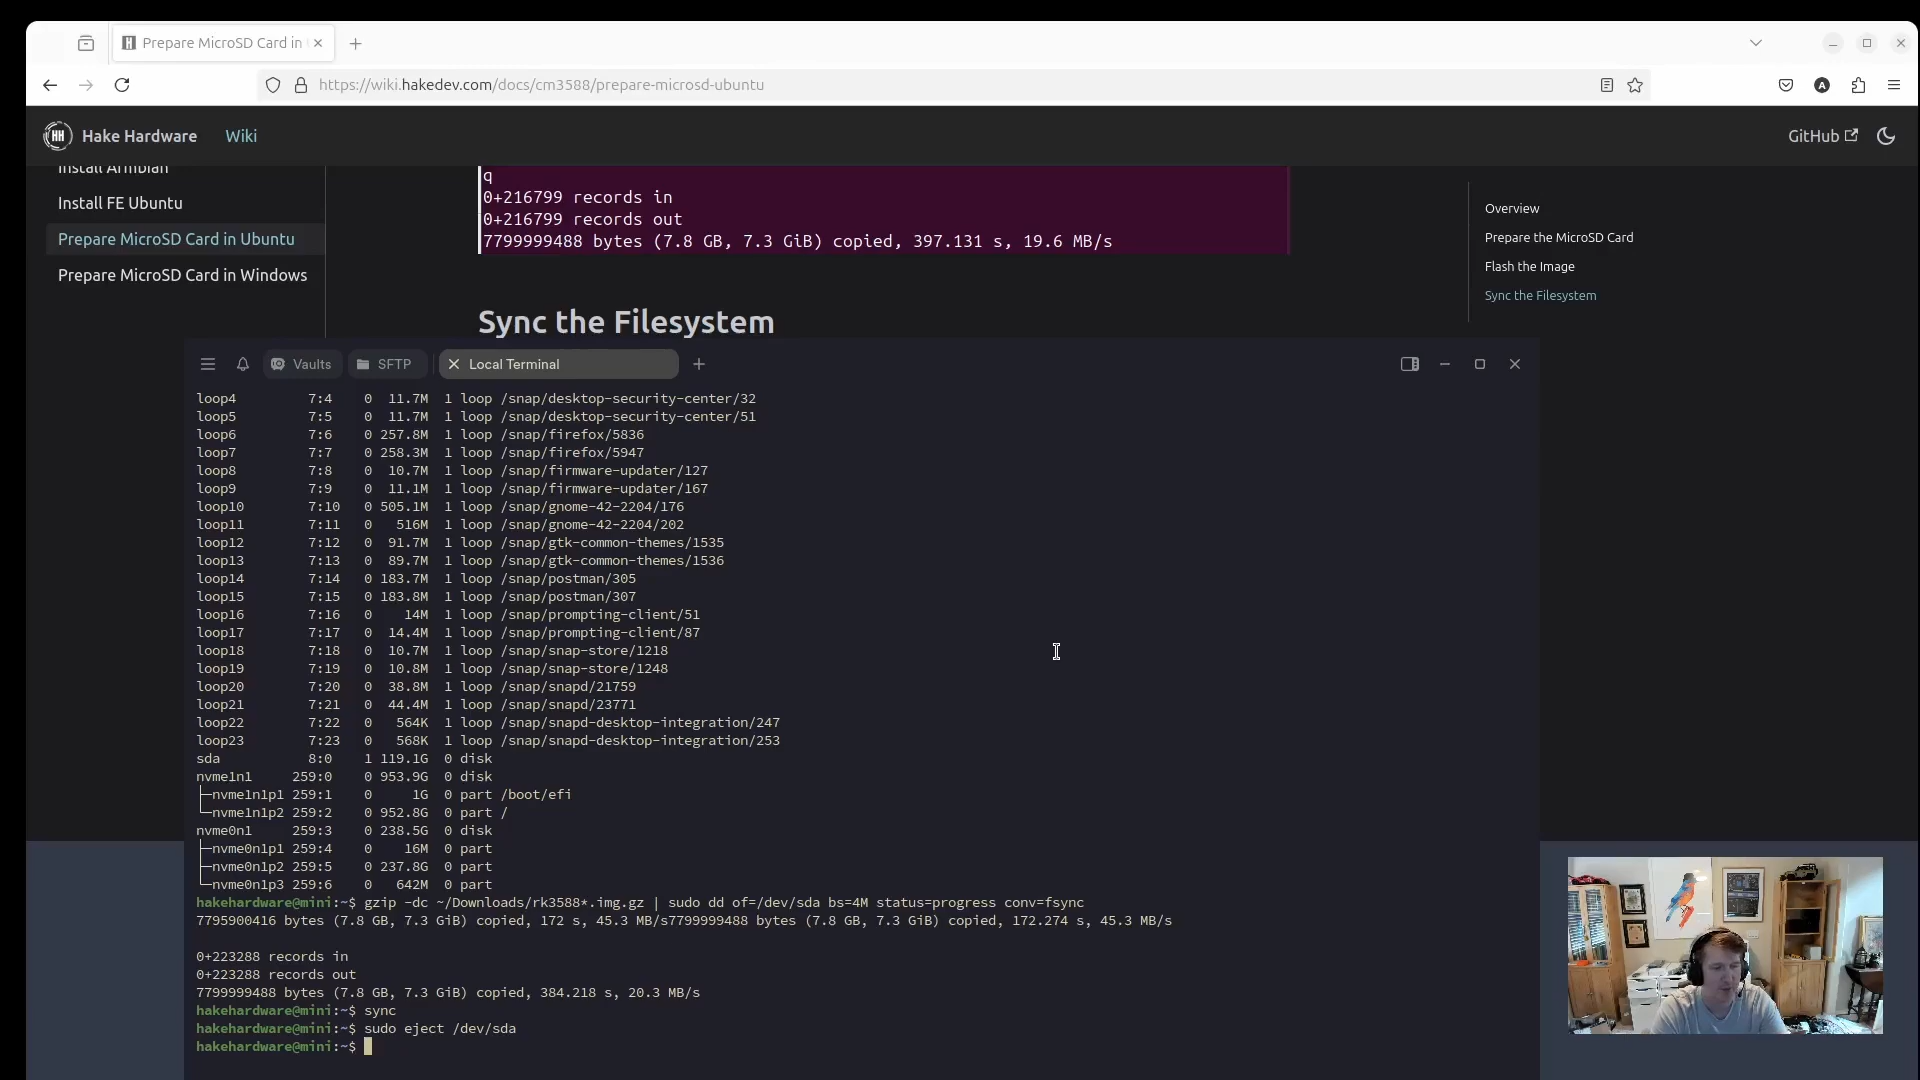 Prepare MicroSD Card in
https://wiki.hakedev.com/docs/cm3588/prepare-microsd-ubuntu
A
HH Hake Hardware Wiki
GitHub
Install Armbian
Install FE Ubuntu
Prepare MicroSD Card in Ubuntu
Prepare MicroSD Card in Windows
q
0+216799 records in
0+216799 records out
7799999488 bytes (7.8 GB, 7.3 GiB) copied, 397.131 s, 19.6 MB/s
Sync the Filesystem
Overview
Prepare the MicroSD Card
Flash the Image
Sync the Filesystem
Vaults SFTP Local Terminal
loop4 7:4 0 11.7M 1 loop /snap/desktop-security-center/32
loop5 7:5 0 11.7M 1 loop /snap/desktop-security-center/51
loop6 7:6 0 257.8M 1 loop /snap/firefox/5836
loop7 7:7 0 258.3M 1 loop /snap/firefox/5947
loop8 7:8 0 10.7M 1 loop /snap/firmware-updater/127
loop9 7:9 0 11.1M 1 loop /snap/firmware-updater/167
loop10 7:10 0 505.1M 1 loop /snap/gnome-42-2204/176
loop11 7:11 0 516M 1 loop /snap/gnome-42-2204/202
loop12 7:12 0 91.7M 1 loop /snap/gtk-common-themes/1535
loop13 7:13 0 89.7M 1 loop /snap/gtk-common-themes/1536
loop14 7:14 0 183.7M 1 loop /snap/postman/305
loop15 7:15 0 183.8M 1 loop /snap/postman/307
loop16 7:16 0 14M 1 loop /snap/prompting-client/51
loop17 7:17 0 14.4M 1 loop /snap/prompting-client/87
loop18 7:18 0 10.7M 1 loop /snap/snap-store/1218
loop19 7:19 0 10.8M 1 loop /snap/snap-store/1248
loop20 7:20 0 38.8M 1 loop /snap/snapd/21759
loop21 7:21 0 44.4M 1 loop /snap/snapd/23771
loop22 7:22 0 564K 1 loop /snap/snapd-desktop-integration/247
loop23 7:23 0 568K 1 loop /snap/snapd-desktop-integration/253
sda 8:0 1 119.1G 0 disk
nvme1n1 259:0 0 953.9G 0 disk
├─nvme1n1p1 259:1 0 1G 0 part /boot/efi
└─nvme1n1p2 259:2 0 952.8G 0 part /
nvme0n1 259:3 0 238.5G 0 disk
├─nvme0n1p1 259:4 0 16M 0 part
├─nvme0n1p2 259:5 0 237.8G 0 part
└─nvme0n1p3 259:6 0 642M 0 part
hakehardware@mini:~$ gzip -dc ~/Downloads/rk3588*.img.gz | sudo dd of=/dev/sda bs=4M status=progress conv=fsync
7795900416 bytes (7.8 GB, 7.3 GiB) copied, 172 s, 45.3 MB/s7799999488 bytes (7.8 GB, 7.3 GiB) copied, 172.274 s, 45.3 MB/s
0+223288 records in
0+223288 records out
7799999488 bytes (7.8 GB, 7.3 GiB) copied, 384.218 s, 20.3 MB/s
hakehardware@mini:~$ sync
hakehardware@mini:~$ sudo eject /dev/sda
hakehardware@mini:~$